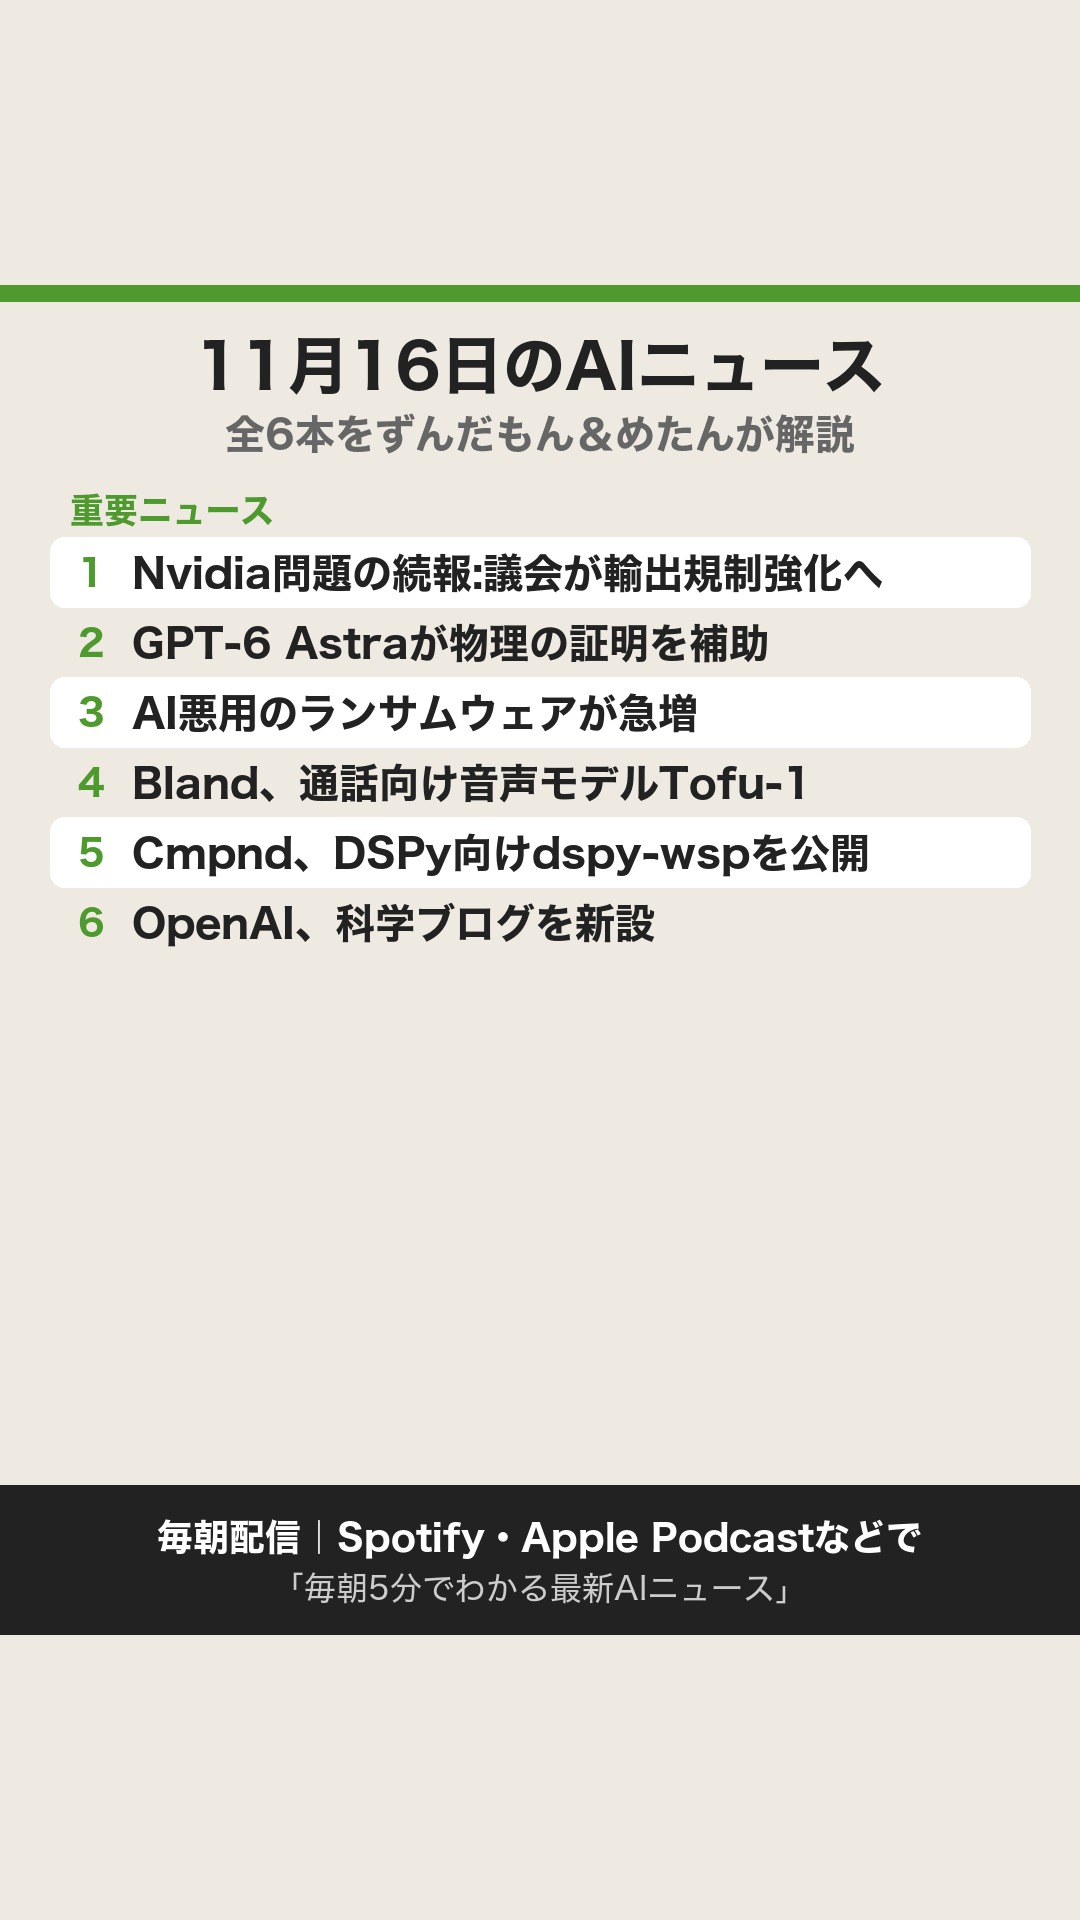 11月16日のAIニュース
全6本をずんだもん＆めたんが解説
重要ニュース
1 Nvidia問題の続報:議会が輸出規制強化へ
2 GPT-6 Astraが物理の証明を補助
3 AI悪用のランサムウェアが急増
4 Bland、通話向け音声モデルTofu-1
5 Cmpnd、DSPy向けdspy-wspを公開
6 OpenAI、科学ブログを新設
毎朝配信｜Spotify・Apple Podcastなどで
「毎朝5分でわかる最新AIニュース」